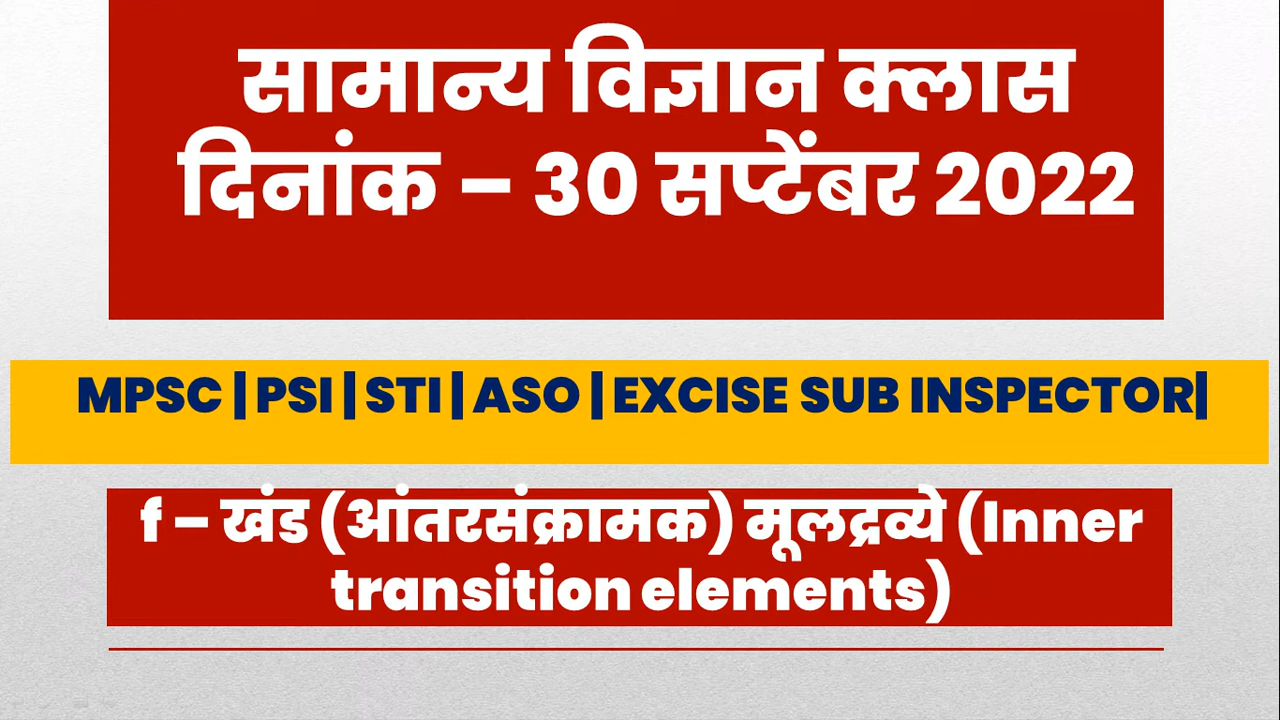 सामान्य विज्ञान क्लास
दिनांक – 30 सप्टेंबर 2022
MPSC | PSI | STI | ASO | EXCISE SUB INSPECTOR|
f – खंड (आंतरसंक्रामक) मूलद्रव्ये (Inner
transition elements)